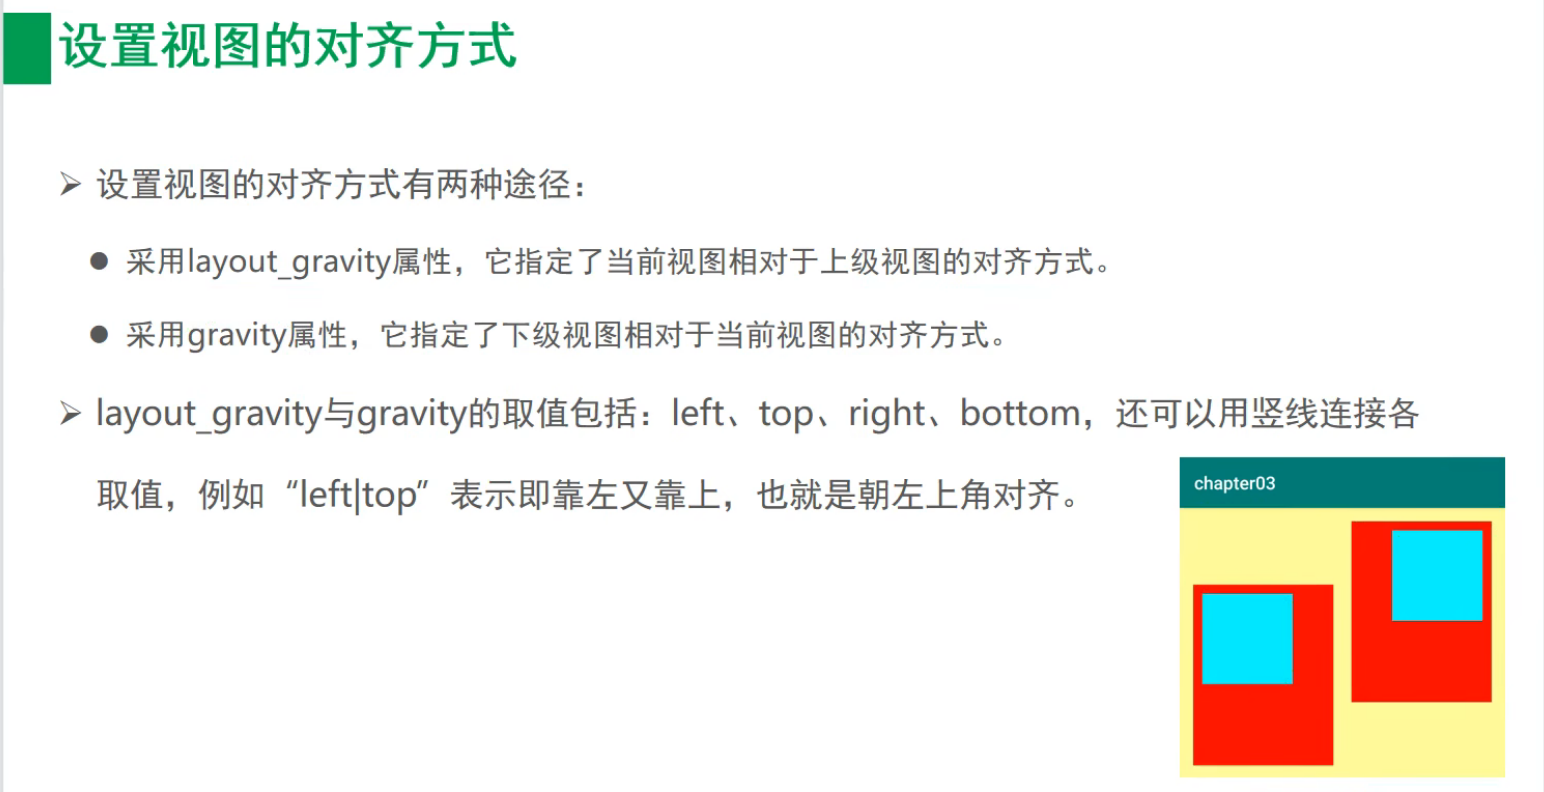 设置视图的对齐方式
设置视图的对齐方式有两种途径：
采用layout_gravity属性，它指定了当前视图相对于上级视图的对齐方式。
采用gravity属性，它指定了下级视图相对于当前视图的对齐方式。
layout_gravity与gravity的取值包括：left、top、right、bottom，还可以用竖线连接各
取值，例如“left|top”表示即靠左又靠上，也就是朝左上角对齐。
chapter03